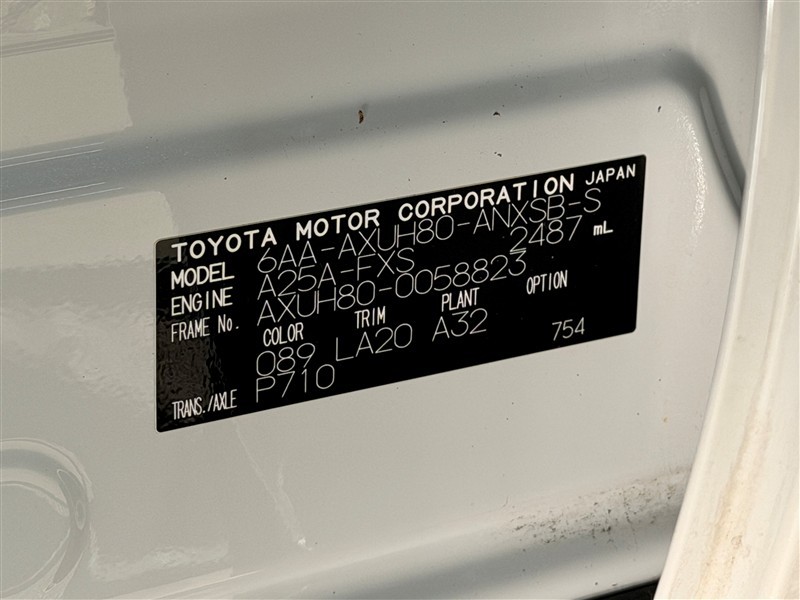 TOYOTA MOTOR CORPORATION JAPAN
MODEL 6AA-AXUH80-ANXSB-S
ENGINE A25A-FXS 2487 mL
FRAME No. AXUH80-0058823
COLOR TRIM PLANT OPTION
089 LA20 A32 754
TRANS./AXLE P710